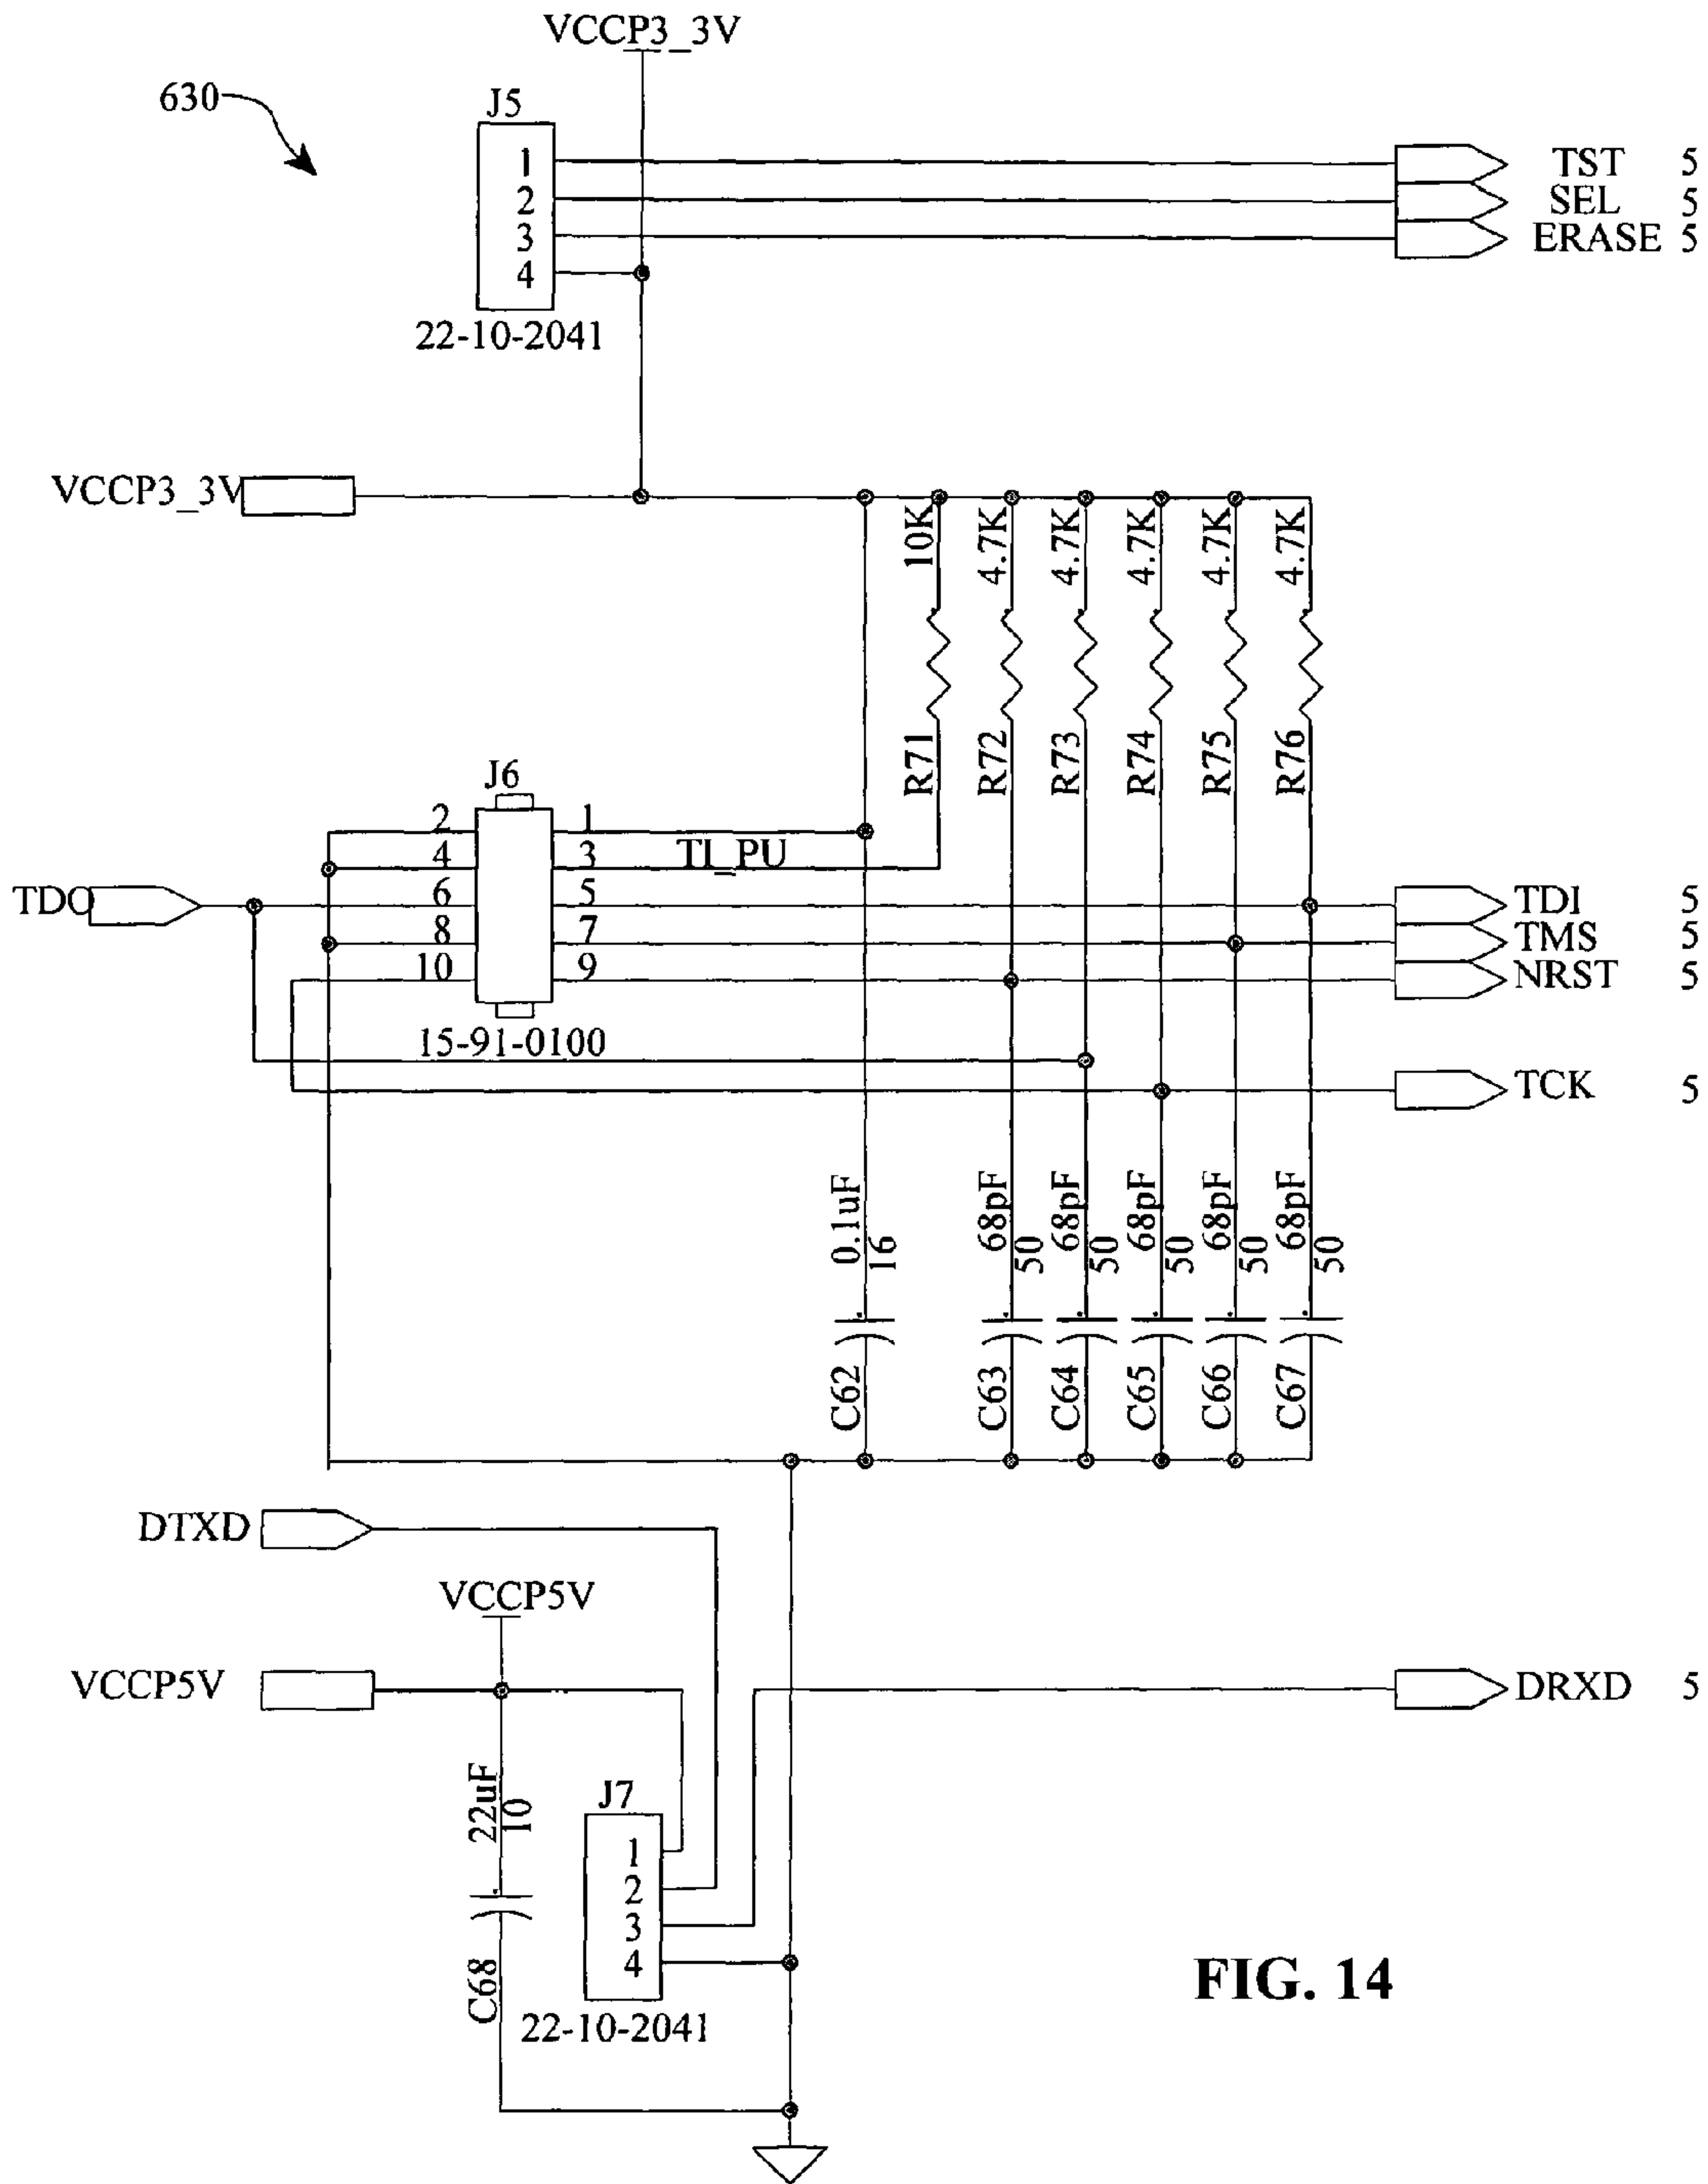 VCCP3_3V
630
J5
1
TST 5
2
SEL 5
3
ERASE 5
4
22-10-2041
VCCP3_3V
10K
4.7K
4.7K
4.7K
4.7K
4.7K
R71
R72
R73
R74
R75
R76
J6
2 1
4 3 TI_PU
TDO 6 5 TDI 5
8 7 TMS 5
10 9 NRST 5
15-91-0100
TCK 5
0.1uF 16
68pF 50
68pF 50
68pF 50
68pF 50
68pF 50
C62
C63
C64
C65
C66
C67
DTXD
VCCP5V
VCCP5V
DRXD 5
22uF 10
J7
1
2
3
4
C68
22-10-2041
FIG. 14